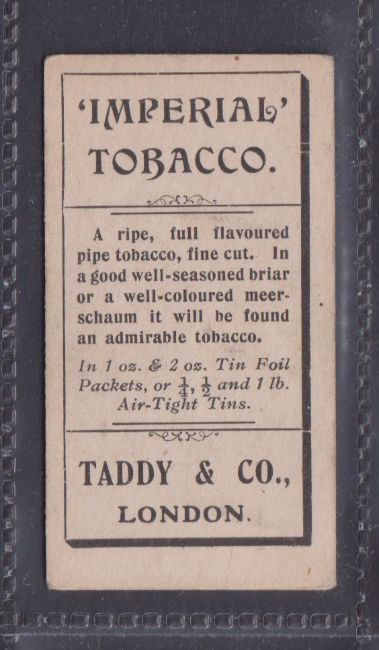 'IMPERIAL'
TOBACCO.
A ripe, full flavoured
pipe tobacco, fine cut. In
a good well-seasoned briar
or a well-coloured meer-
schaum it will be found
an admirable tobacco.
In 1 oz. & 2 oz. Tin Foil
Packets, or ¼, ½ and 1 lb.
Air-Tight Tins.
TADDY & CO.,
LONDON.